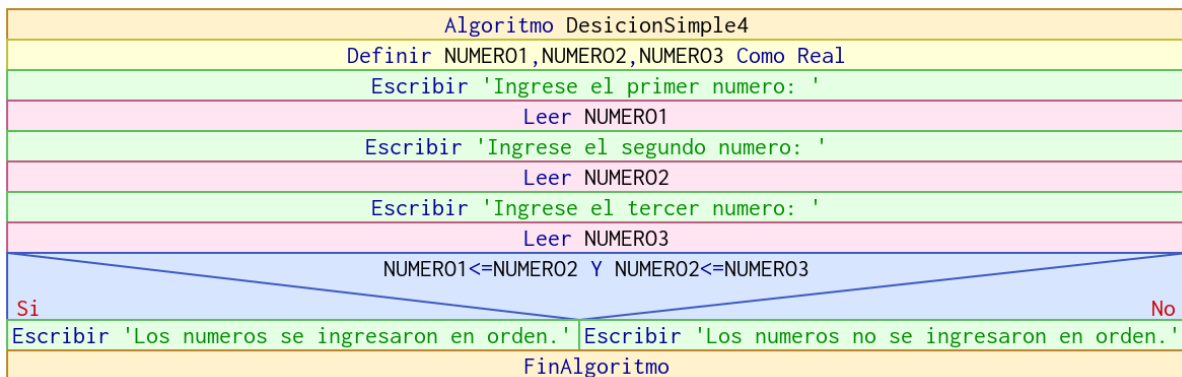 Algoritmo DesicionSimple4
Definir NUMERO1,NUMERO2,NUMERO3 Como Real
Escribir 'Ingrese el primer numero: '
Leer NUMERO1
Escribir 'Ingrese el segundo numero: '
Leer NUMERO2
Escribir 'Ingrese el tercer numero: '
Leer NUMERO3
NUMERO1<=NUMERO2 Y NUMERO2<=NUMERO3
Si No
Escribir 'Los numeros se ingresaron en orden.' Escribir 'Los numeros no se ingresaron en orden.'
FinAlgoritmo